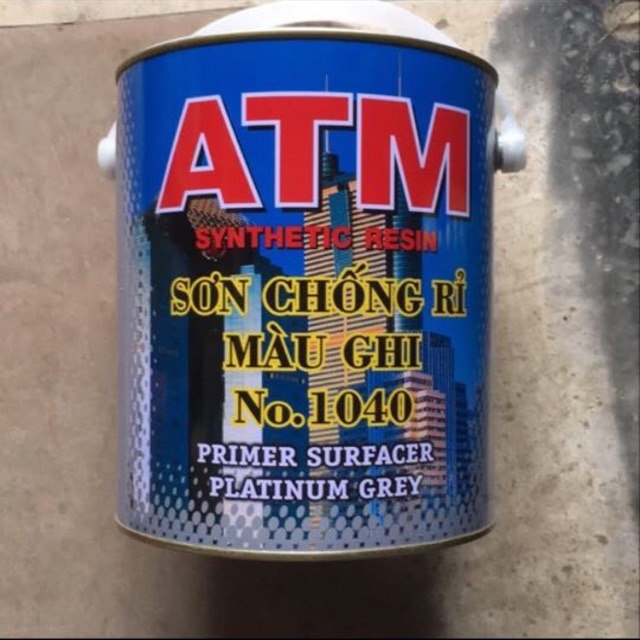 ATM
SYNTHETIC RESIN
SƠN CHỐNG RỈ
MÀU GHI
No.1040
PRIMER SURFACER
PLATINUM GREY